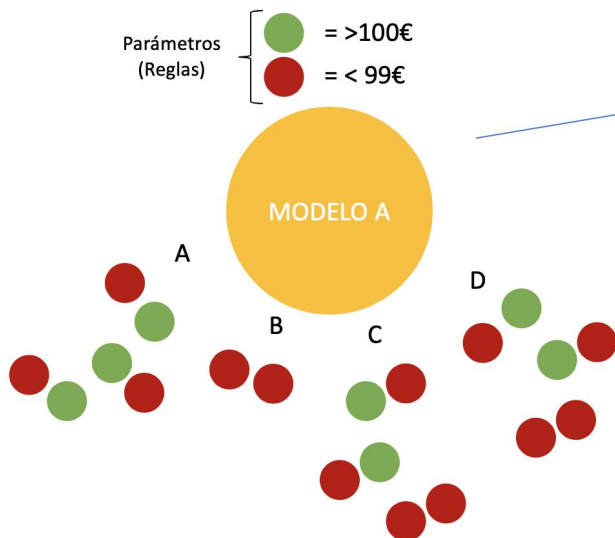 Parámetros
(Reglas)
= >100€
= < 99€
MODELO A
A
B
C
D